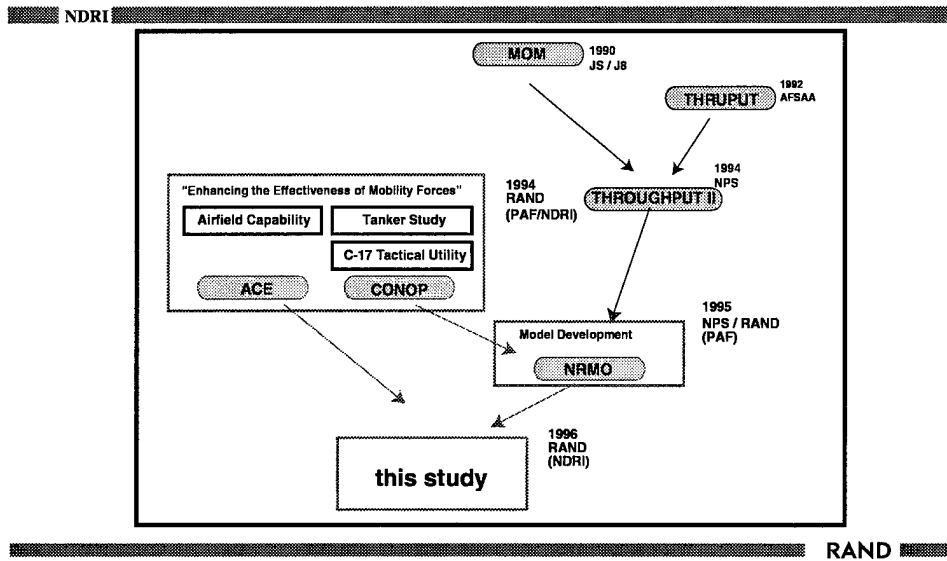 NDRI
MOM
1990
JS / J8
THRUPUT
1992
AFSAA
1994
NPS
THROUGHPUT II
1994
RAND
(PAF/NDRI)
"Enhancing the Effectiveness of Mobility Forces"
Airfield Capability
Tanker Study
C-17 Tactical Utility
ACE
CONOP
1995
NPS / RAND
(PAF)
Model Development
NRMO
1996
RAND
(NDRI)
this study
RAND